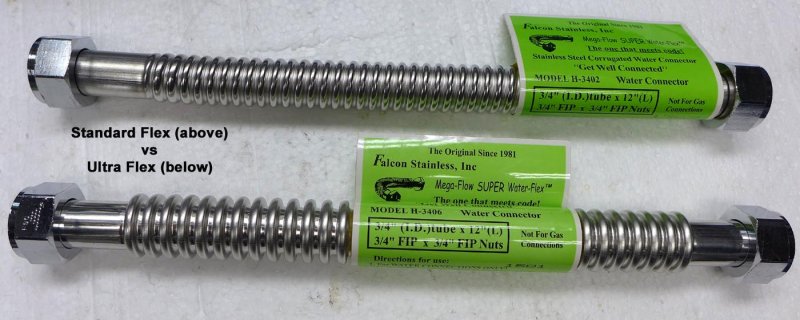 The Original Since 1981
Falcon Stainless, Inc
Mega-Flow SUPER Water-Flex™
The one that meets code!
Stainless Steel Corrugated Water Connector
"Get Well Connected"
MODEL H-3402 Water Connector
3/4" (I.D.)tube x 12"(L)
3/4" FIP x 3/4" FIP Nuts
Not For Gas
Connections
Standard Flex (above)
vs
Ultra Flex (below)
The Original Since 1981
Falcon Stainless, Inc
Mega-Flow SUPER Water-Flex™
The one that meets code!
MODEL H-3406 Water Connector
3/4" (I.D.)tube x 12"(L)
3/4" FIP x 3/4" FIP Nuts
Not For Gas
Connections
Directions for use:
WATER CONNECTIONS ONLY